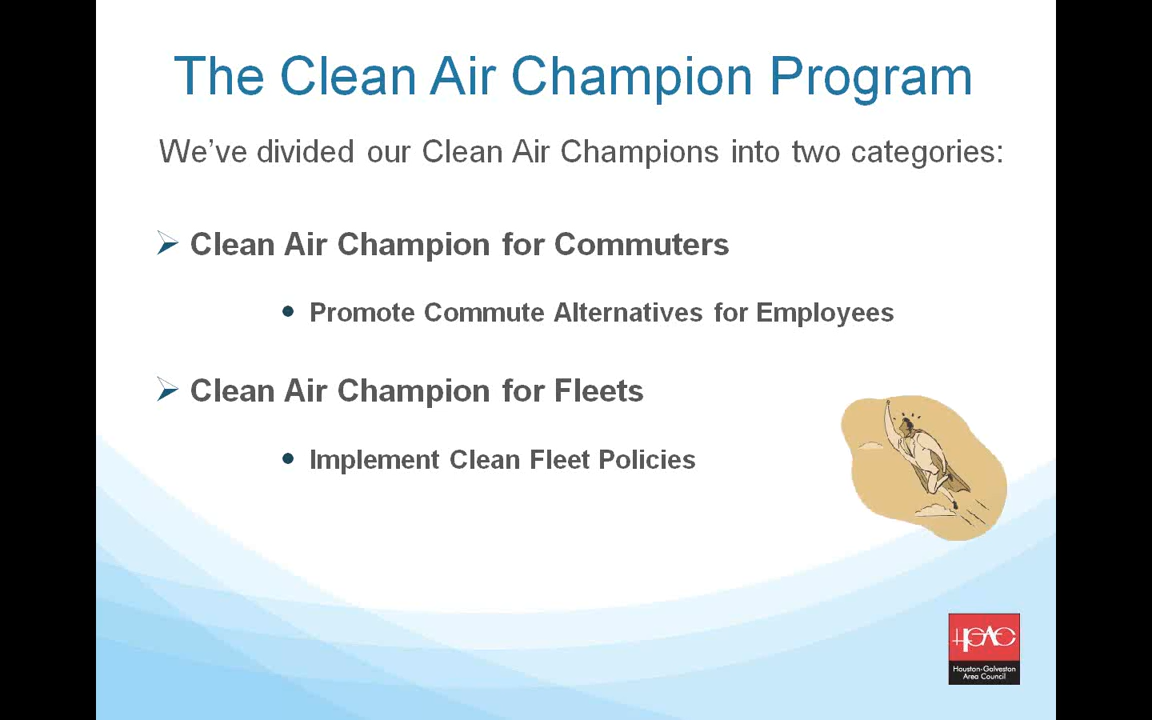 The Clean Air Champion Program
We've divided our Clean Air Champions into two categories:
Clean Air Champion for Commuters
Promote Commute Alternatives for Employees
Clean Air Champion for Fleets
Implement Clean Fleet Policies
HGAC
Houston-Galveston
Area Council